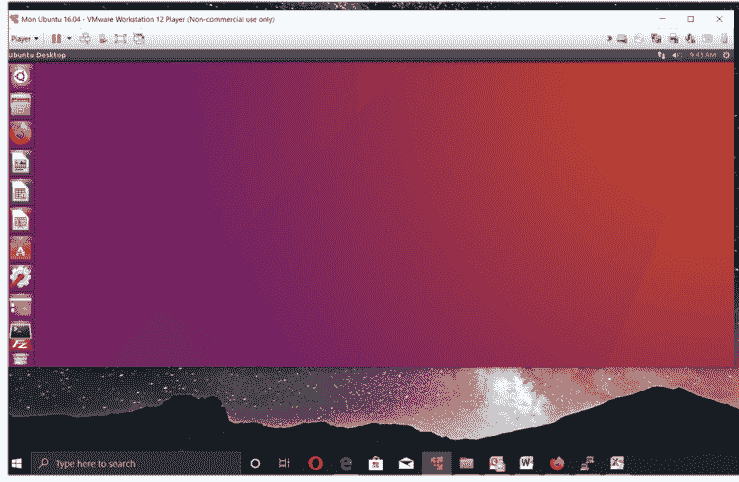 Mon Ubuntu 16.04 - VMware Workstation 12 Player (Non-commercial use only)
Player
Ubuntu Desktop
9:43 AM
Type here to search